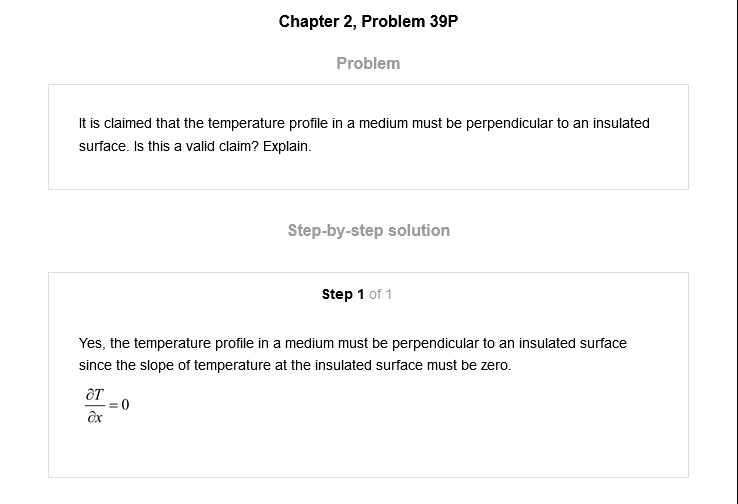 Chapter 2, Problem 39P
Problem
It is claimed that the temperature profile in a medium must be perpendicular to an insulated
surface. Is this a valid claim? Explain.
Step-by-step solution
Step 1 of 1
Yes, the temperature profile in a medium must be perpendicular to an insulated surface
since the slope of temperature at the insulated surface must be zero.
∂T/∂x = 0